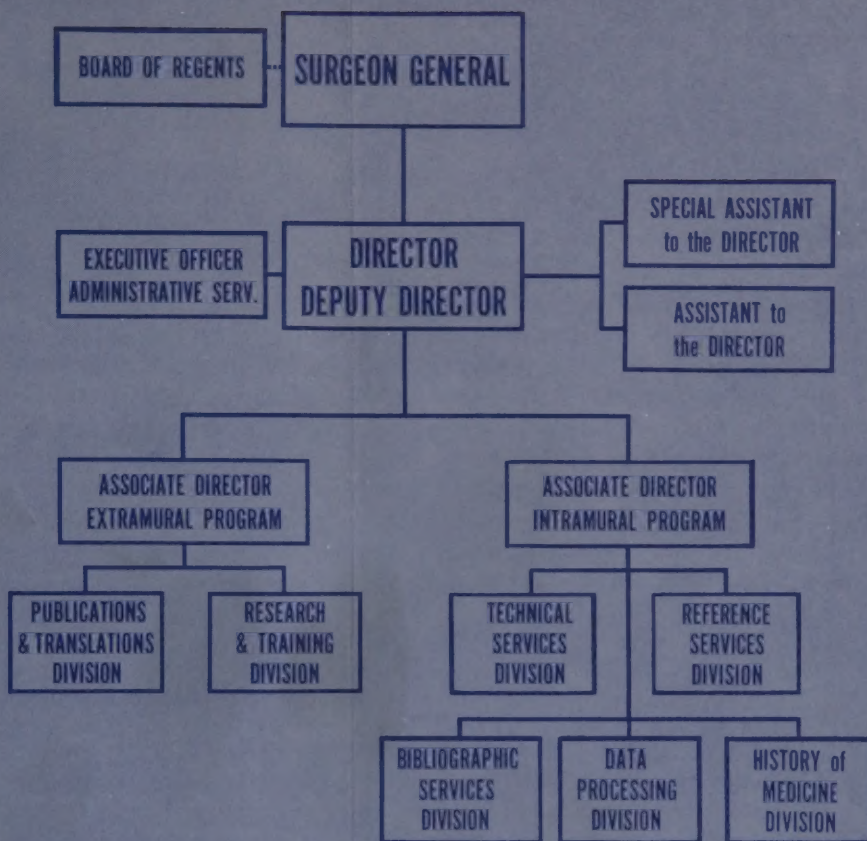 BOARD OF REGENTS
SURGEON GENERAL
EXECUTIVE OFFICER
ADMINISTRATIVE SERV.
DIRECTOR
DEPUTY DIRECTOR
SPECIAL ASSISTANT
to the DIRECTOR
ASSISTANT to
the DIRECTOR
ASSOCIATE DIRECTOR
EXTRAMURAL PROGRAM
ASSOCIATE DIRECTOR
INTRAMURAL PROGRAM
PUBLICATIONS
& TRANSLATIONS
DIVISION
RESEARCH
& TRAINING
DIVISION
TECHNICAL
SERVICES
DIVISION
REFERENCE
SERVICES
DIVISION
BIBLIOGRAPHIC
SERVICES
DIVISION
DATA
PROCESSING
DIVISION
HISTORY of
MEDICINE
DIVISION